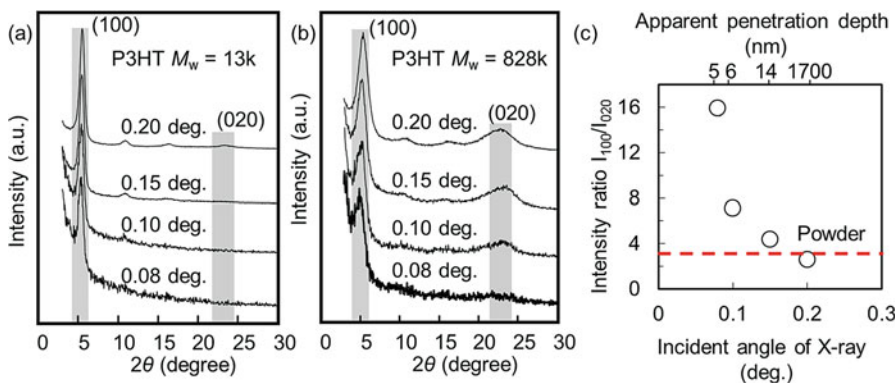 (a)
(100)
P3HT Mw = 13k
(020)
0.20 deg.
0.15 deg.
0.10 deg.
0.08 deg.
Intensity (a.u.)
0 5 10 15 20 25 30
2θ (degree)
(b)
(100)
P3HT Mw = 828k
(020)
0.20 deg.
0.15 deg.
0.10 deg.
0.08 deg.
Intensity (a.u.)
0 5 10 15 20 25 30
2θ (degree)
(c)
Apparent penetration depth
(nm)
5 6 14 1700
16
12
8
4
0
Intensity ratio I100/I020
Powder
0 0.1 0.2 0.3
Incident angle of X-ray
(deg.)